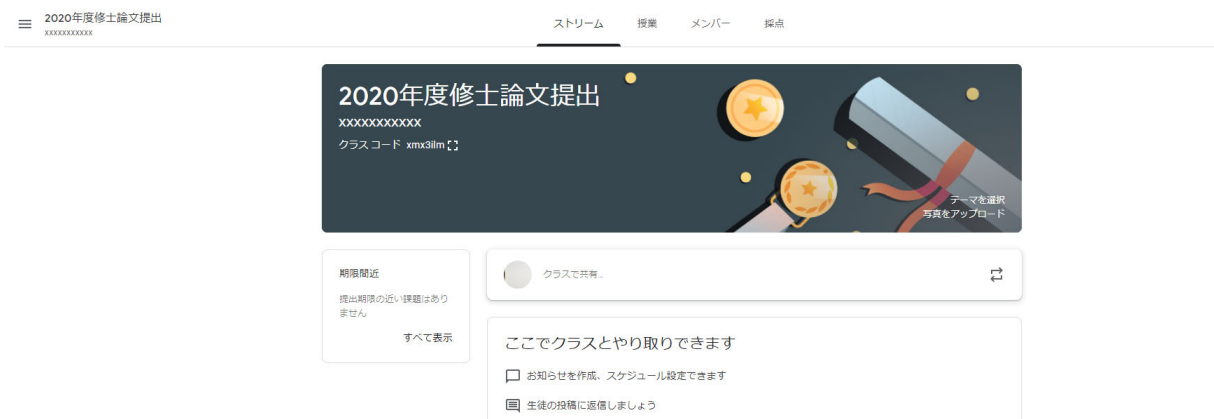 2020年度修士論文提出
xxxxxxxxxxx
ストリーム 授業 メンバー 採点
2020年度修士論文提出
xxxxxxxxxxx
クラス コード xmx3ilm
テーマを選択
写真をアップロード
期限間近
提出期限の近い課題はあり
ません
すべて表示
クラスで共有...
ここでクラスとやり取りできます
お知らせを作成、スケジュール設定できます
生徒の投稿に返信しましょう